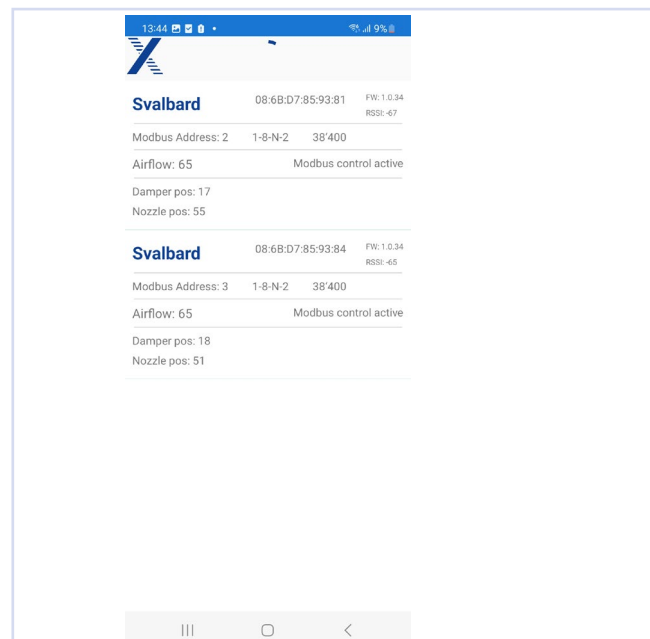 13:44 9%
Svalbard 08:6B:D7:85:93:81 FW: 1.0.34
RSSI: -67
Modbus Address: 2 1-8-N-2 38'400
Airflow: 65 Modbus control active
Damper pos: 17
Nozzle pos: 55
Svalbard 08:6B:D7:85:93:84 FW: 1.0.34
RSSI: -65
Modbus Address: 3 1-8-N-2 38'400
Airflow: 65 Modbus control active
Damper pos: 18
Nozzle pos: 51